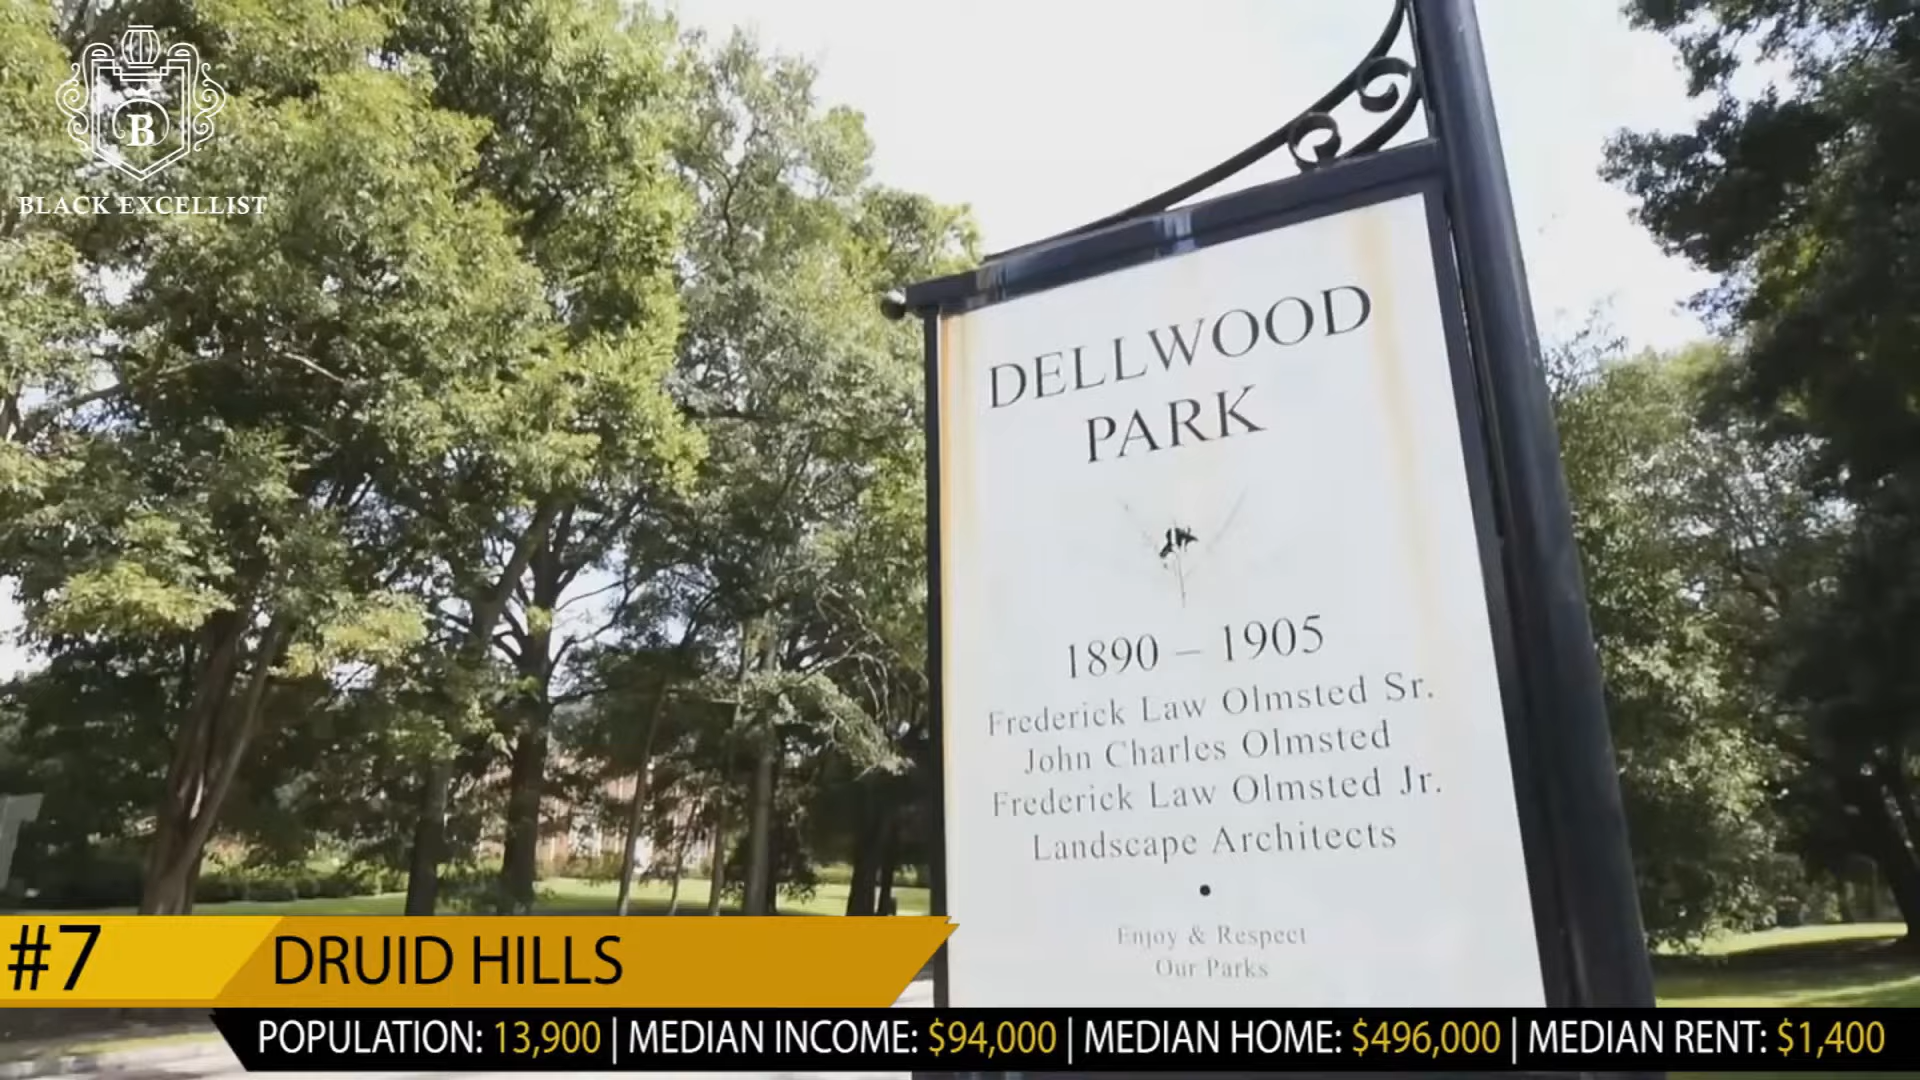 B
BLACK EXCELLIST
DELLWOOD
PARK
1890 – 1905
Frederick Law Olmsted Sr.
John Charles Olmsted
Frederick Law Olmsted Jr.
Landscape Architects
•
Enjoy & Respect
Our Parks
#7 DRUID HILLS
POPULATION: 13,900 | MEDIAN INCOME: $94,000 | MEDIAN HOME: $496,000 | MEDIAN RENT: $1,400